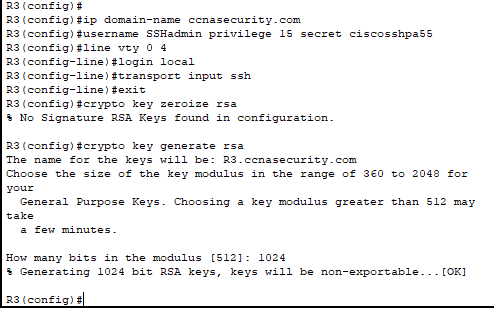 R3(config)#
R3(config)#ip domain-name ccnasecurity.com
R3(config)#username SSHadmin privilege 15 secret ciscosshpa55
R3(config)#line vty 0 4
R3(config-line)#login local
R3(config-line)#transport input ssh
R3(config-line)#exit
R3(config)#crypto key zeroize rsa
% No Signature RSA Keys found in configuration.

R3(config)#crypto key generate rsa
The name for the keys will be: R3.ccnasecurity.com
Choose the size of the key modulus in the range of 360 to 2048 for
your
  General Purpose Keys. Choosing a key modulus greater than 512 may
take
  a few minutes.

How many bits in the modulus [512]: 1024
% Generating 1024 bit RSA keys, keys will be non-exportable...[OK]

R3(config)#